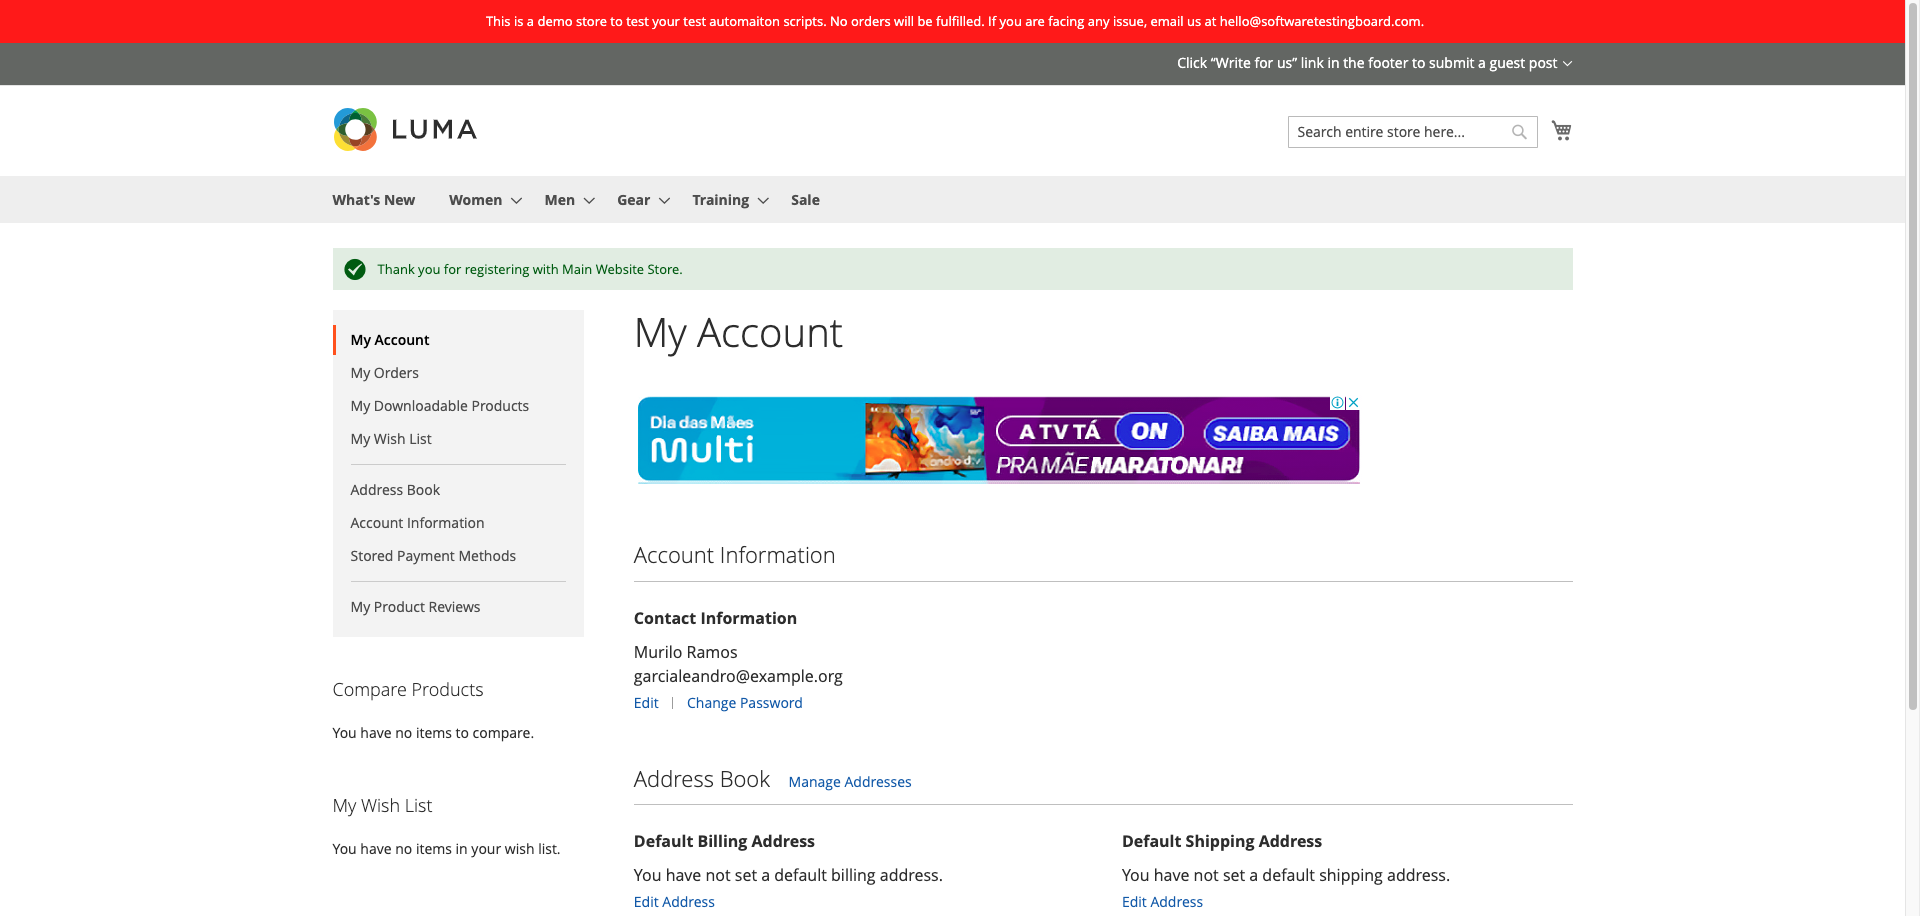 This is a demo store to test your test automaiton scripts. No orders will be fulfilled. If you are facing any issue, email us at hello@softwaretestingboard.com.
Click “Write for us” link in the footer to submit a guest post
LUMA
Search entire store here...
What's New
Women
Men
Gear
Training
Sale
Thank you for registering with Main Website Store.
My Account
My Orders
My Downloadable Products
My Wish List
Address Book
Account Information
Stored Payment Methods
My Product Reviews
Compare Products
You have no items to compare.
My Wish List
You have no items in your wish list.
My Account
Dia das Mães
Multi
androidtv
A TV TÁ ON
PRA MÃE MARATONAR!
SAIBA MAIS
Account Information
Contact Information
Murilo Ramos
garcialeandro@example.org
Edit
Change Password
Address Book
Manage Addresses
Default Billing Address
You have not set a default billing address.
Edit Address
Default Shipping Address
You have not set a default shipping address.
Edit Address